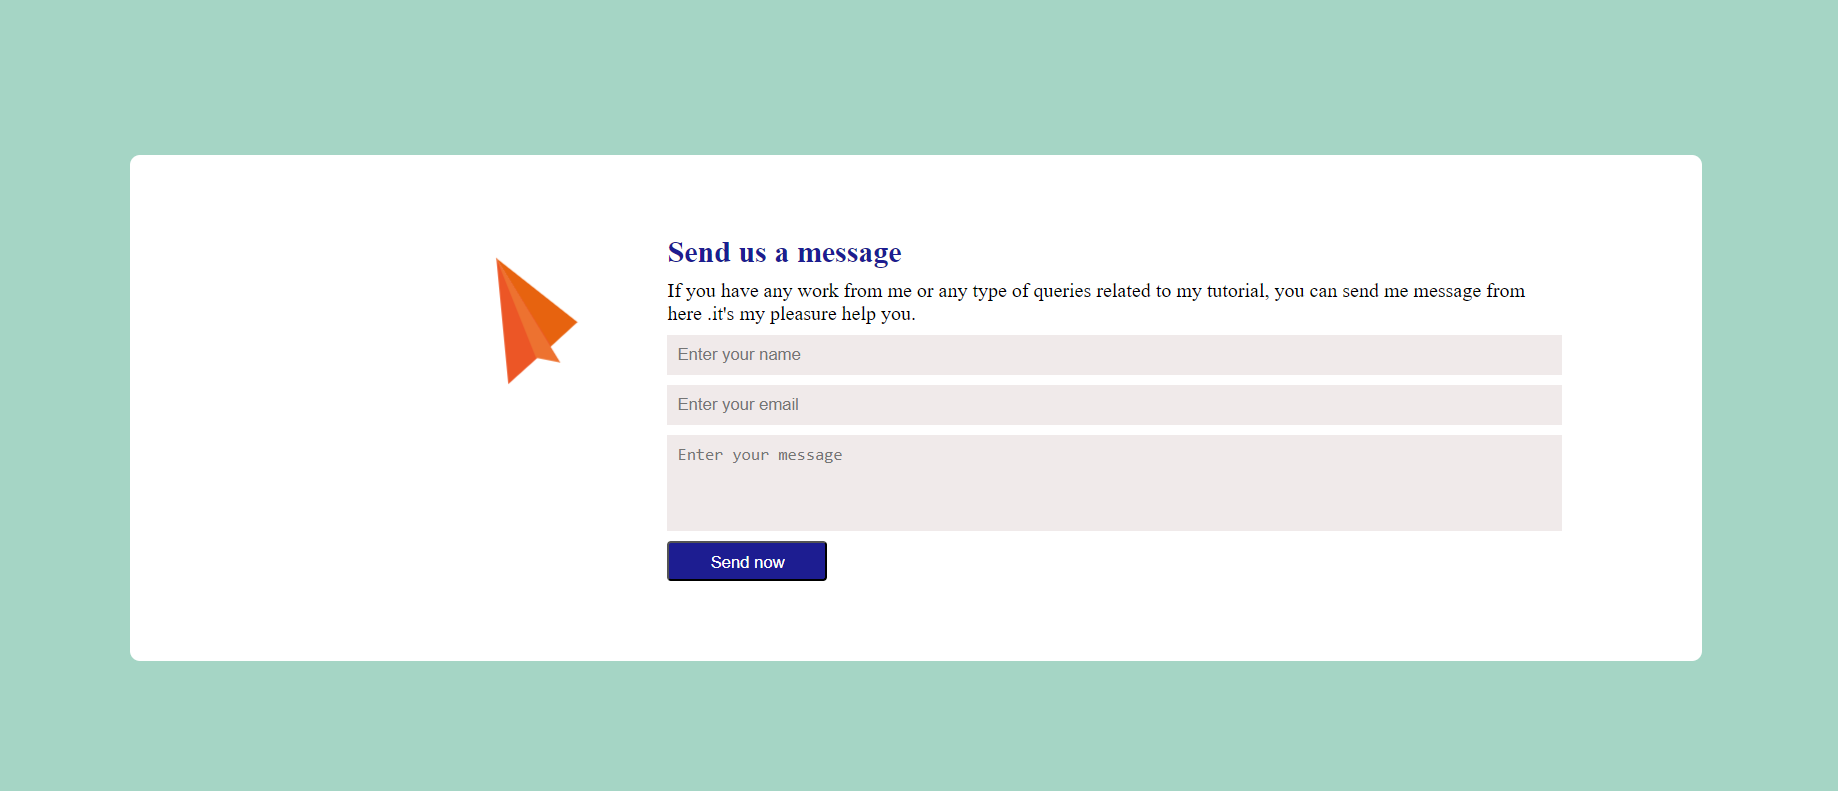 Send us a message
If you have any work from me or any type of queries related to my tutorial, you can send me message from
here .it's my pleasure help you.
Enter your name
Enter your email
Enter your message
Send now